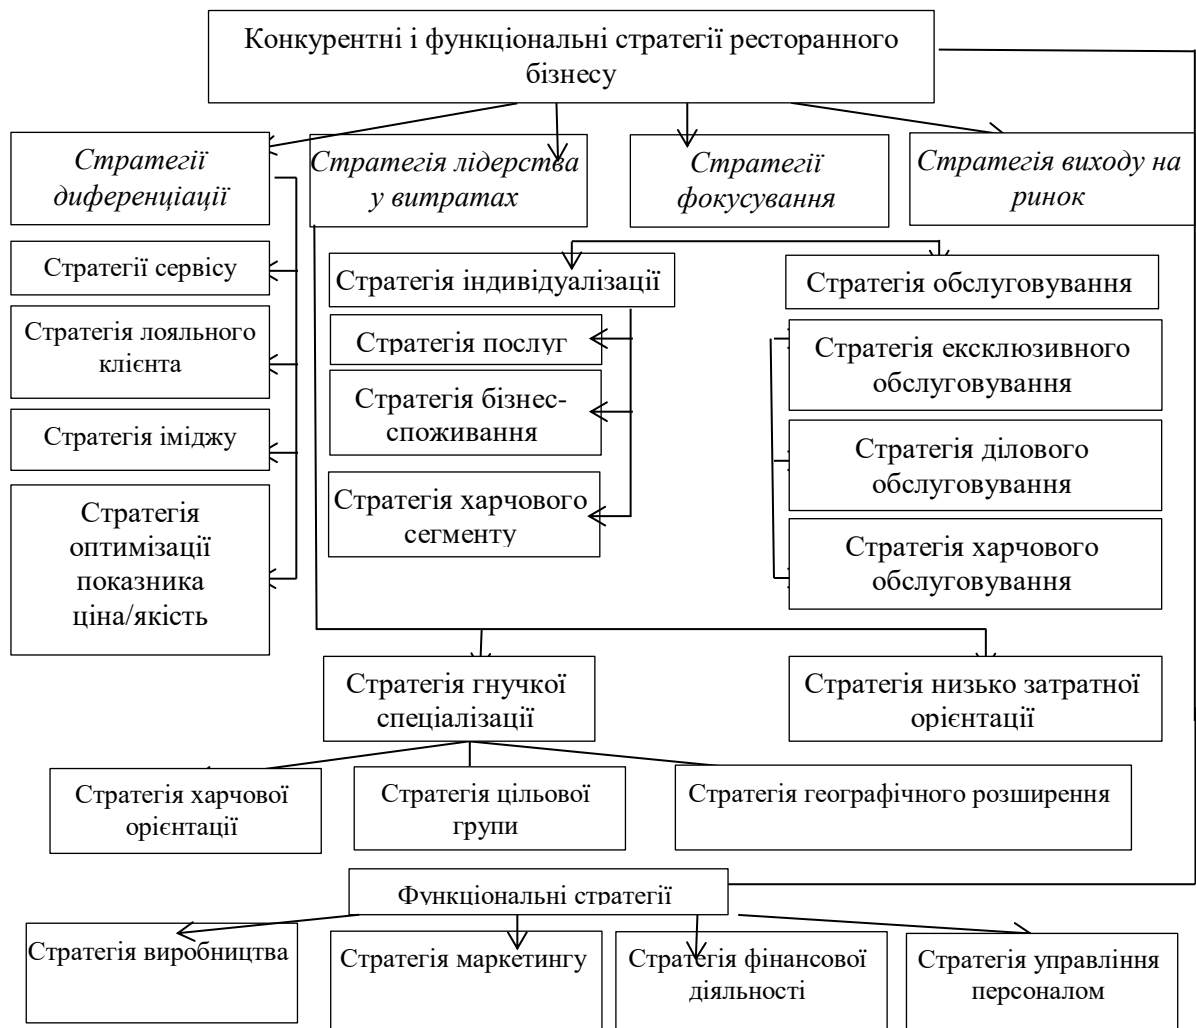 Конкурентні і функціональні стратегії ресторанного
бізнесу
Стратегії
диференціації
Стратегія лідерства
у витратах
Стратегії
фокусування
Стратегія виходу на
ринок
Стратегії сервісу
Стратегія лояльного
клієнта
Стратегія іміджу
Стратегія
оптимізації
показника
ціна/якість
Стратегія індивідуалізації
Стратегія послуг
Стратегія бізнес-
споживання
Стратегія харчового
сегменту
Стратегія обслуговування
Стратегія ексклюзивного
обслуговування
Стратегія ділового
обслуговування
Стратегія харчового
обслуговування
Стратегія гнучкої
спеціалізації
Стратегія низько затратної
орієнтації
Стратегія харчової
орієнтації
Стратегія цільової
групи
Стратегія географічного розширення
Функціональні стратегії
Стратегія виробництва
Стратегія маркетингу
Стратегія фінансової
діяльності
Стратегія управління
персоналом